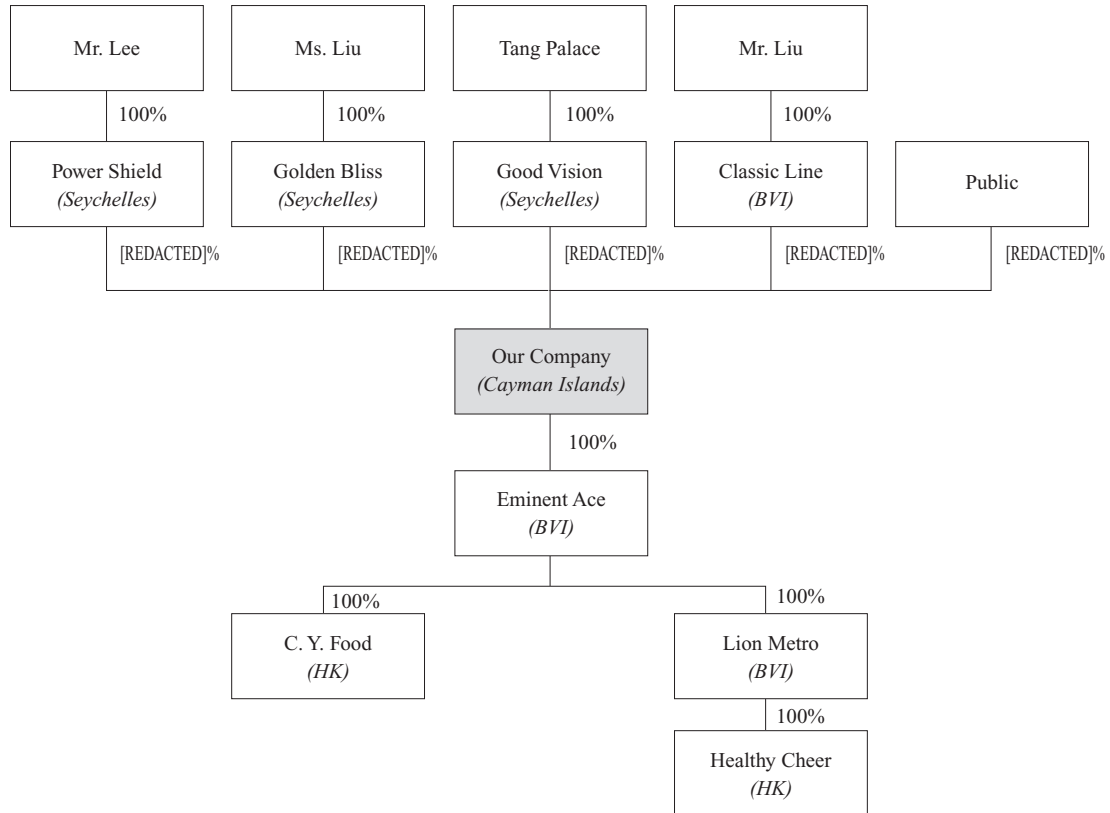 Mr. Lee
Ms. Liu
Tang Palace
Mr. Liu
100%
100%
100%
100%
Power Shield
(Seychelles)
Golden Bliss
(Seychelles)
Good Vision
(Seychelles)
Classic Line
(BVI)
Public
[REDACTED]%
[REDACTED]%
[REDACTED]%
[REDACTED]%
[REDACTED]%
Our Company
(Cayman Islands)
100%
Eminent Ace
(BVI)
100%
100%
C. Y. Food
(HK)
Lion Metro
(BVI)
100%
Healthy Cheer
(HK)